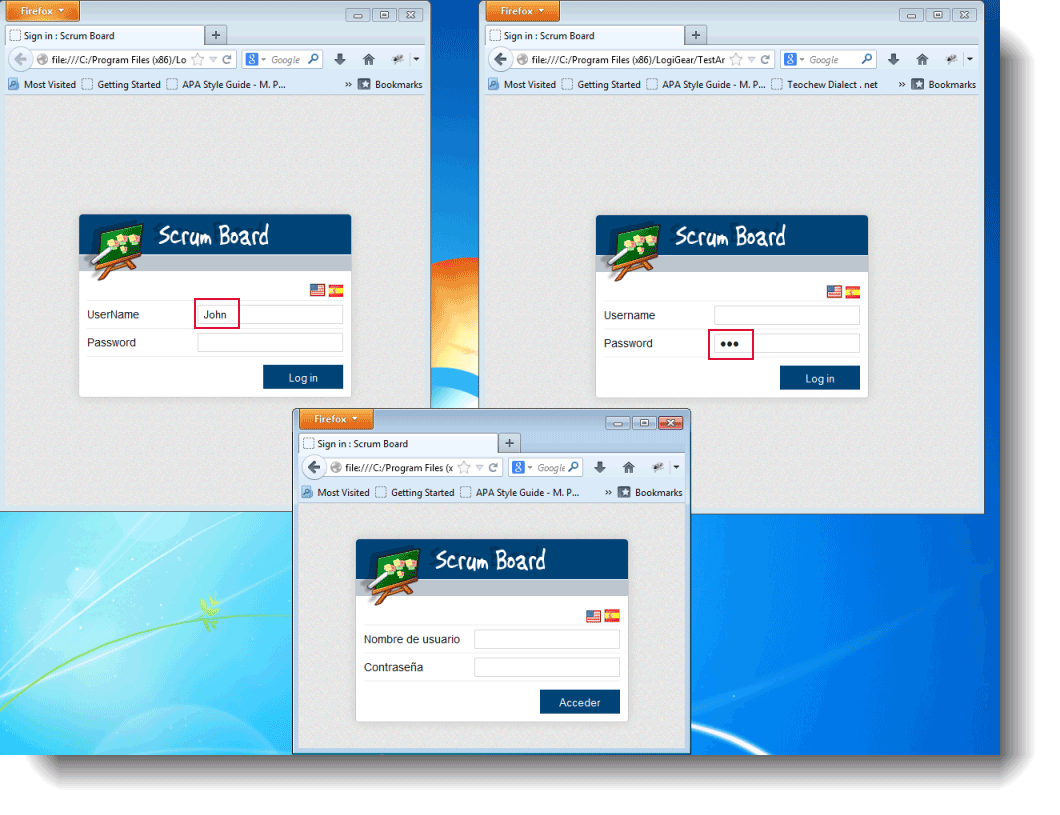 Firefox
Sign in : Scrum Board
file:///C:/Program Files (x86)/Lo
Google
Most Visited Getting Started APA Style Guide - M. P... » Bookmarks
Scrum Board
UserName John
Password
Log in
Firefox
Sign in : Scrum Board
file:///C:/Program Files (x86)/LogiGear/TestAr
Google
Most Visited Getting Started APA Style Guide - M. P... Teochew Dialect . net » Bookmarks
Scrum Board
Username
Password •••
Log in
Firefox
Sign in : Scrum Board
file:///C:/Program Files (x
Google
Most Visited Getting Started APA Style Guide - M. P... » Bookmarks
Scrum Board
Nombre de usuario
Contraseña
Acceder